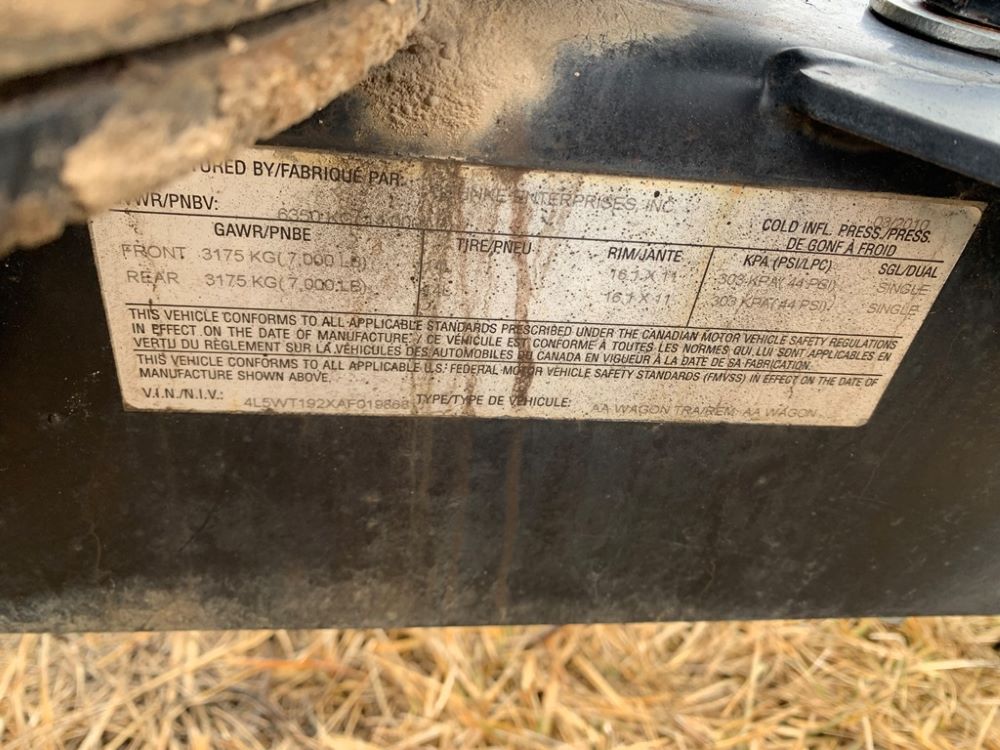 TURED BY/FABRIQUÉ PAR: ENTERPRISES, INC
WR/PNBV: 6350 KG 03/2010
GAWR/PNBE TIRE/PNEU RIM/JANTE COLD INFL. PRESS./PRESS. DE GONF À FROID
KPA (PSI/LPC) SGL/DUAL
FRONT 3175 KG(7,000 LB) 16.1 X 11 303 KPA(44 PSI) SINGLE
REAR 3175 KG(7,000 LB) 16.1 X 11 303 KPA(44 PSI) SINGLE
THIS VEHICLE CONFORMS TO ALL APPLICABLE STANDARDS PRESCRIBED UNDER THE CANADIAN MOTOR VEHICLE SAFETY REGULATIONS
IN EFFECT ON THE DATE OF MANUFACTURE. / CE VÉHICULE EST CONFORME À TOUTES LES NORMES QUI LUI SONT APPLICABLES EN
VERTU DU RÈGLEMENT SUR LA VÉHICULES DES AUTOMOBILES DU CANADA EN VIGUEUR À LA DATE DE SA FABRICATION.
THIS VEHICLE CONFORMS TO ALL APPLICABLE U.S. FEDERAL MOTOR VEHICLE SAFETY STANDARDS (FMVSS) IN EFFECT ON THE DATE OF
MANUFACTURE SHOWN ABOVE.
V.I.N./N.I.V.: 4L5WT192XAF019868 TYPE/TYPE DE VÉHICULE: AA WAGON TRA/REM- AA WAGON